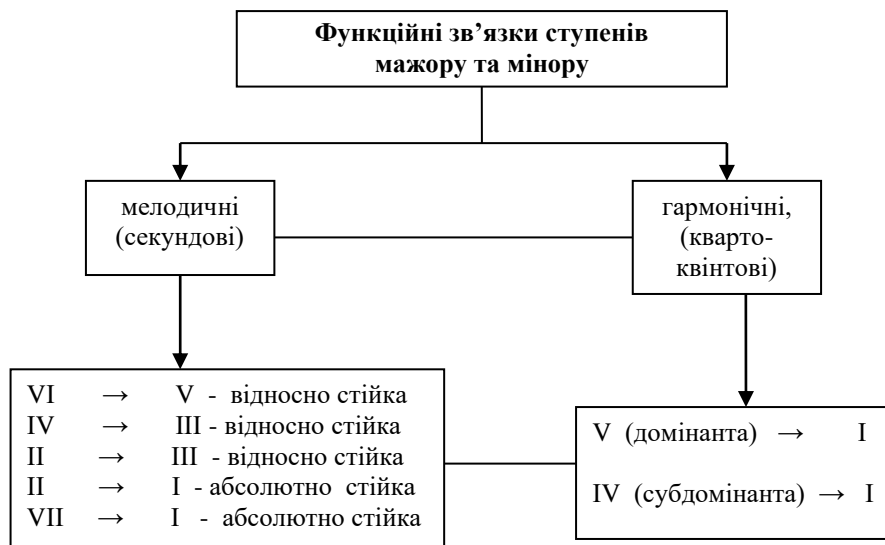 Функційні зв’язки ступенів
мажору та мінору
мелодичні
(секундові)
гармонічні,
(кварто-
квінтові)
VI → V - відносно стійка
IV → III - відносно стійка
II → III - відносно стійка
II → I - абсолютно стійка
VII → I - абсолютно стійка
V (домінанта) → I
IV (субдомінанта) → I